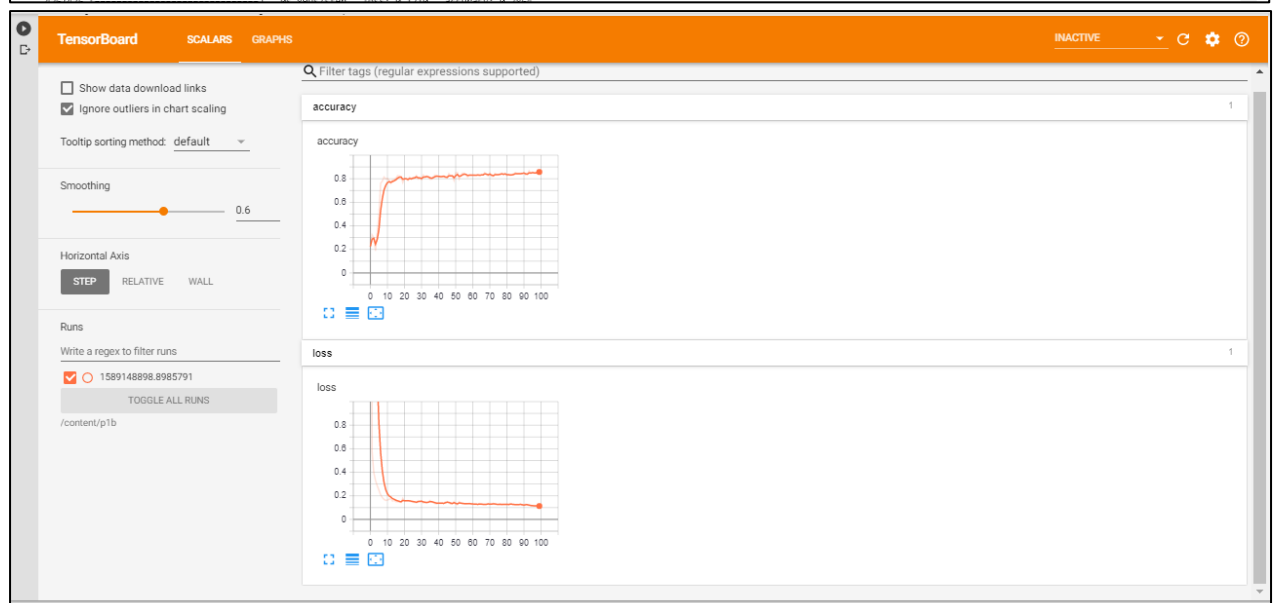 TensorBoard SCALARS GRAPHS INACTIVE
Show data download links
Ignore outliers in chart scaling
Tooltip sorting method: default
Smoothing
0.6
Horizontal Axis
STEP RELATIVE WALL
Runs
Write a regex to filter runs
1589148898.8985791
TOGGLE ALL RUNS
/content/p1b
Filter tags (regular expressions supported)
accuracy 1
accuracy
0.8
0.6
0.4
0.2
0
0 10 20 30 40 50 60 70 80 90 100
loss 1
loss
0.8
0.6
0.4
0.2
0
0 10 20 30 40 50 60 70 80 90 100